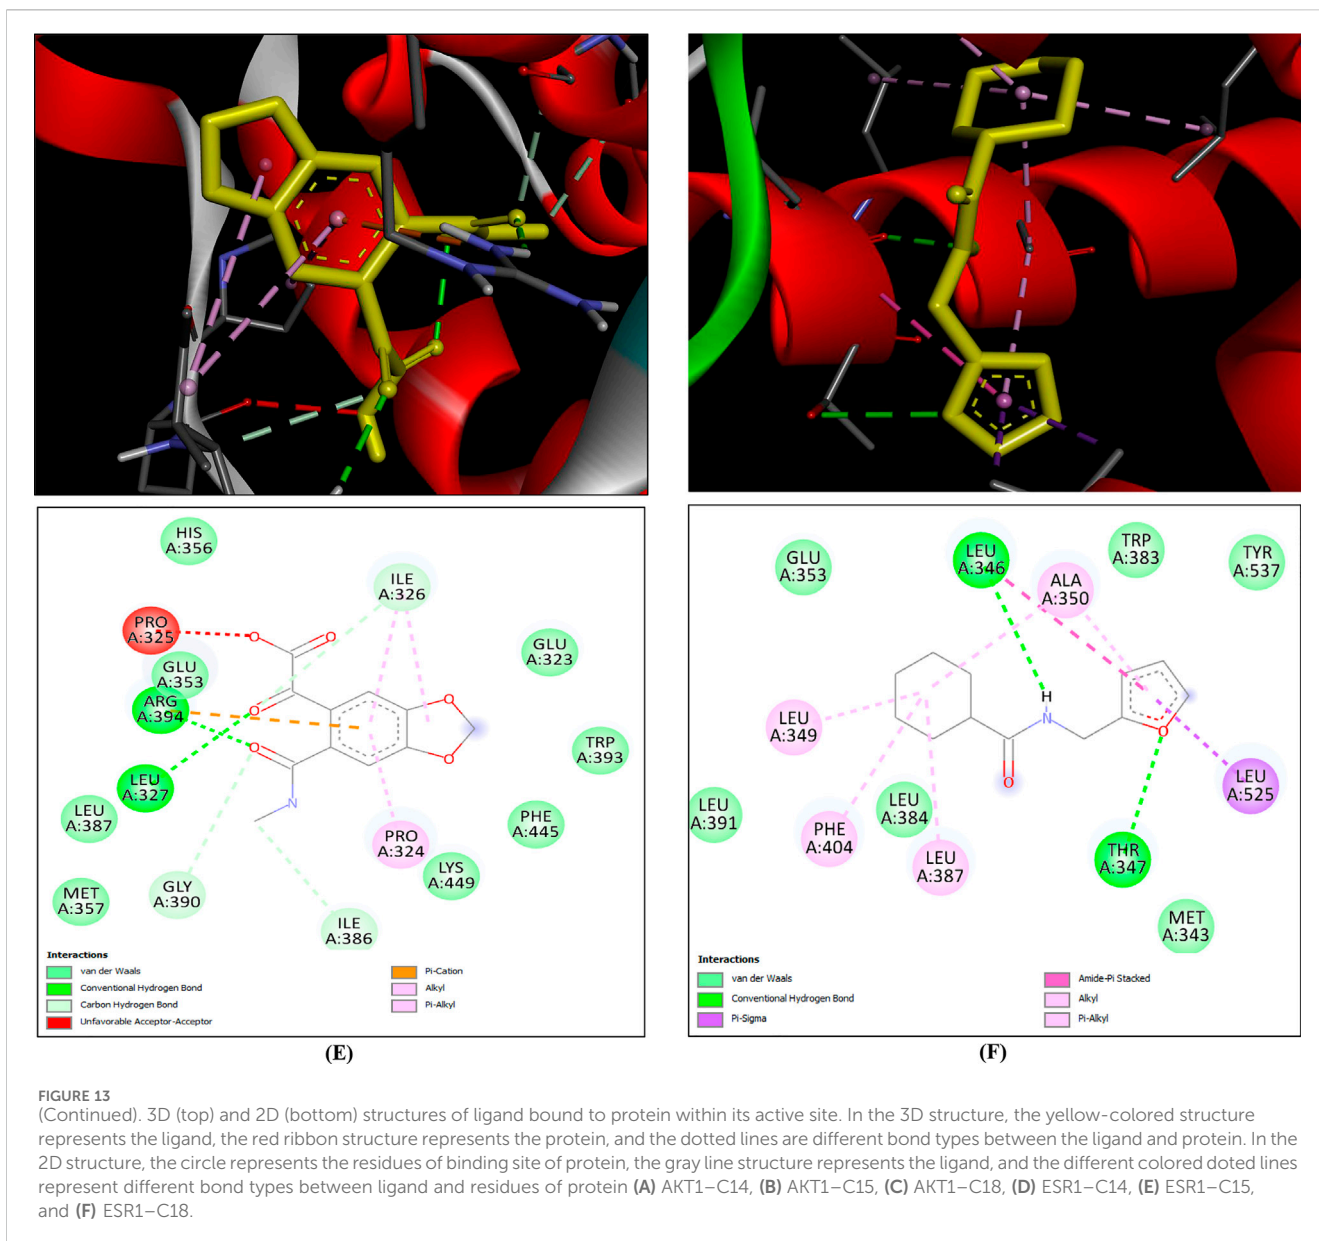 HIS
A:356
ILE
A:326
PRO
A:325
GLU
A:353
GLU
A:323
ARG
A:394
O
O
O
O
O
O
N
TRP
A:393
LEU
A:327
LEU
A:387
PRO
A:324
PHE
A:445
LYS
A:449
MET
A:357
GLY
A:390
ILE
A:386
Interactions
van der Waals
Conventional Hydrogen Bond
Carbon Hydrogen Bond
Unfavorable Acceptor-Acceptor
Pi-Cation
Alkyl
Pi-Alkyl
(E)
GLU
A:353
LEU
A:346
ALA
A:350
TRP
A:383
TYR
A:537
H
N
O
O
LEU
A:349
LEU
A:525
LEU
A:391
PHE
A:404
LEU
A:384
LEU
A:387
THR
A:347
MET
A:343
Interactions
van der Waals
Conventional Hydrogen Bond
Pi-Sigma
Amide-Pi Stacked
Alkyl
Pi-Alkyl
(F)
FIGURE 13
(Continued). 3D (top) and 2D (bottom) structures of ligand bound to protein within its active site. In the 3D structure, the yellow-colored structure
represents the ligand, the red ribbon structure represents the protein, and the dotted lines are different bond types between the ligand and protein. In the
2D structure, the circle represents the residues of binding site of protein, the gray line structure represents the ligand, and the different colored doted lines
represent different bond types between ligand and residues of protein (A) AKT1–C14, (B) AKT1–C15, (C) AKT1–C18, (D) ESR1–C14, (E) ESR1–C15,
and (F) ESR1–C18.